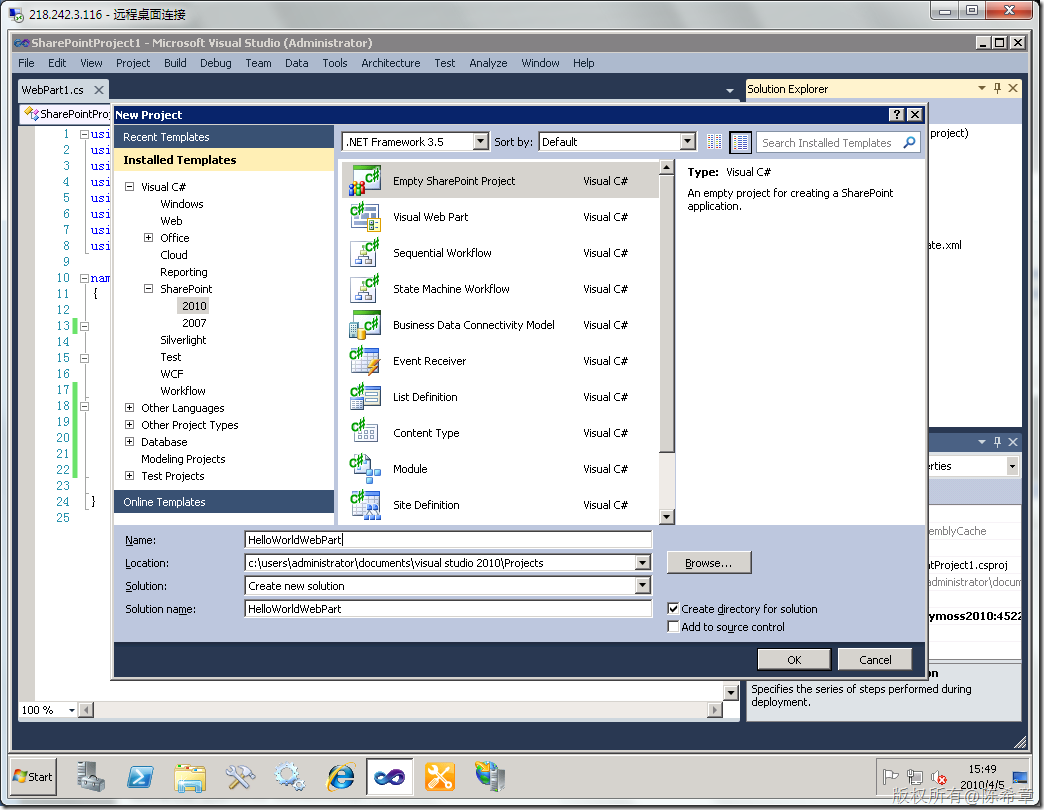 218.242.3.116 - 远程桌面连接
SharePointProject1 - Microsoft Visual Studio (Administrator)
File Edit View Project Build Debug Team Data Tools Architecture Test Analyze Window Help
WebPart1.cs
Solution Explorer
SharePointProj
New Project
Recent Templates
.NET Framework 3.5
Sort by:
Default
Search Installed Templates
Installed Templates
Visual C#
Windows
Web
Office
Cloud
Reporting
SharePoint
2010
2007
Silverlight
Test
WCF
Workflow
Other Languages
Other Project Types
Database
Modeling Projects
Test Projects
Online Templates
Empty SharePoint Project Visual C#
Visual Web Part Visual C#
Sequential Workflow Visual C#
State Machine Workflow Visual C#
Business Data Connectivity Model Visual C#
Event Receiver Visual C#
List Definition Visual C#
Content Type Visual C#
Module Visual C#
Site Definition Visual C#
Type: Visual C#
An empty project for creating a SharePoint
application.
Name: HelloWorldWebPart
Location: c:\users\administrator\documents\visual studio 2010\Projects
Browse...
Solution: Create new solution
Solution name: HelloWorldWebPart
Create directory for solution
Add to source control
OK Cancel
1 usi
2 usi
3 usi
4 usi
5 usi
6 usi
7 usi
8 usi
9
10 nam
11 {
12
13
14
15
16
17
18
19
20
21
22
23
24 }
25
project)
ate.xml
erties
emblyCache
ntProject1.csproj
administrator\docum
ymoss2010:4522
on
Specifies the series of steps performed during
deployment.
100 %
Start
15:49
2010/4/5
版权所有@陈希章